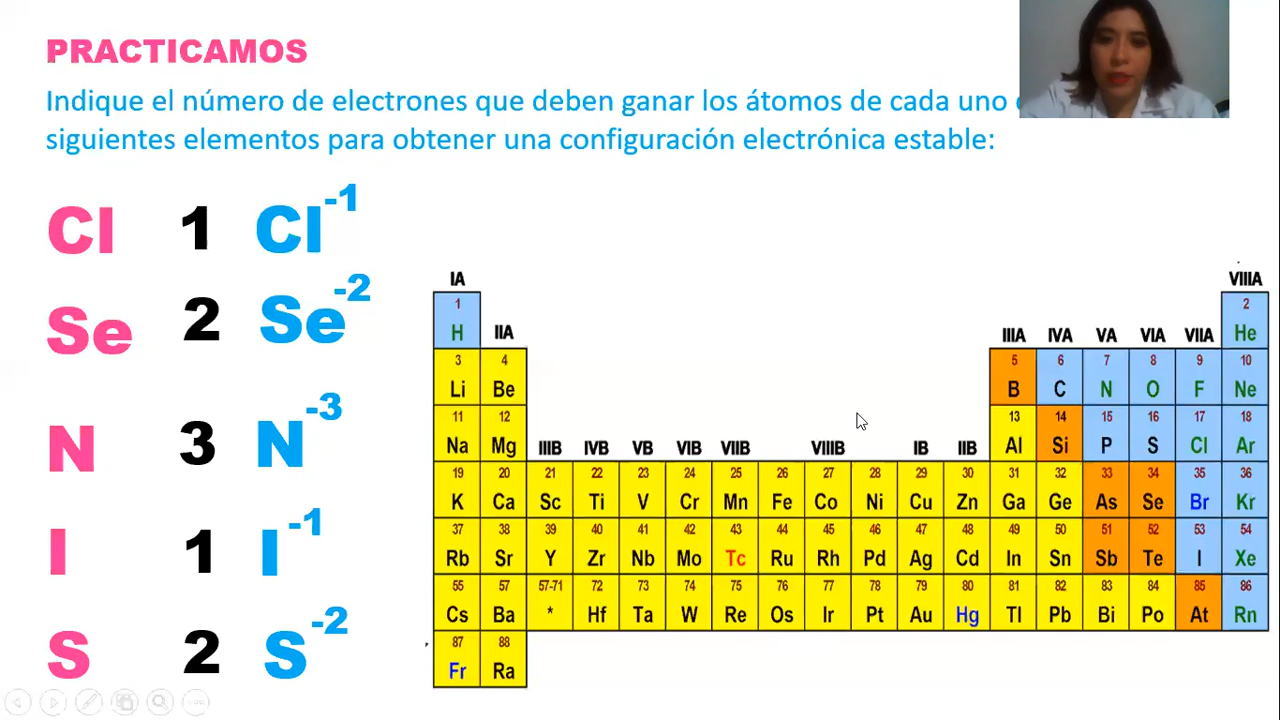 PRACTICAMOS
Indique el número de electrones que deben ganar los átomos de cada uno
siguientes elementos para obtener una configuración electrónica estable:
Cl 1 Cl-1
Se 2 Se-2
N 3 N-3
I 1 I-1
S 2 S-2
IA VIIIA
1 2
H IIA IIIA IVA VA VIA VIIA He
3 4 5 6 7 8 9 10
Li Be B C N O F Ne
11 12 13 14 15 16 17 18
Na Mg IIIB IVB VB VIB VIIB VIIIB IB IIB Al Si P S Cl Ar
19 20 21 22 23 24 25 26 27 28 29 30 31 32 33 34 35 36
K Ca Sc Ti V Cr Mn Fe Co Ni Cu Zn Ga Ge As Se Br Kr
37 38 39 40 41 42 43 44 45 46 47 48 49 50 51 52 53 54
Rb Sr Y Zr Nb Mo Tc Ru Rh Pd Ag Cd In Sn Sb Te I Xe
55 57 57-71 72 73 74 75 76 77 78 79 80 81 82 83 84 85 86
Cs Ba * Hf Ta W Re Os Ir Pt Au Hg Tl Pb Bi Po At Rn
87 88
Fr Ra